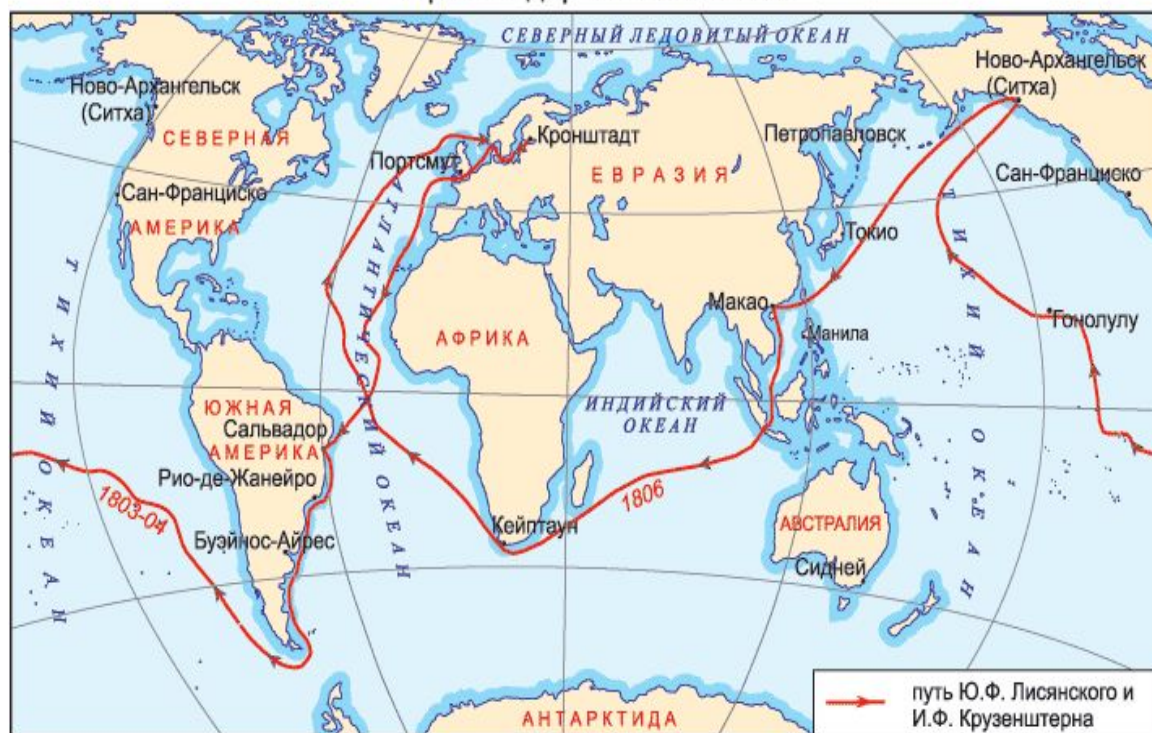 СЕВЕРНЫЙ ЛЕДОВИТЫЙ ОКЕАН
Ново-Архангельск
(Ситха)
Ново-Архангельск
(Ситха)
СЕВЕРНАЯ
АМЕРИКА
Сан-Франциско
Портсмут
Кронштадт
ЕВРАЗИЯ
Петропавловск
Сан-Франциско
Токио
Макао
Манила
Гонолулу
АФРИКА
АТЛАНТИЧЕСКИЙ ОКЕАН
ТИХИЙ ОКЕАН
ТИХИЙ ОКЕАН
ИНДИЙСКИЙ
ОКЕАН
ЮЖНАЯ
АМЕРИКА
Сальвадор
Рио-де-Жанейро
Буэйнос-Айрес
1803-04
Кейптаун
1806
АВСТРАЛИЯ
Сидней
АНТАРКТИДА
путь Ю.Ф. Лисянского и
И.Ф. Крузенштерна